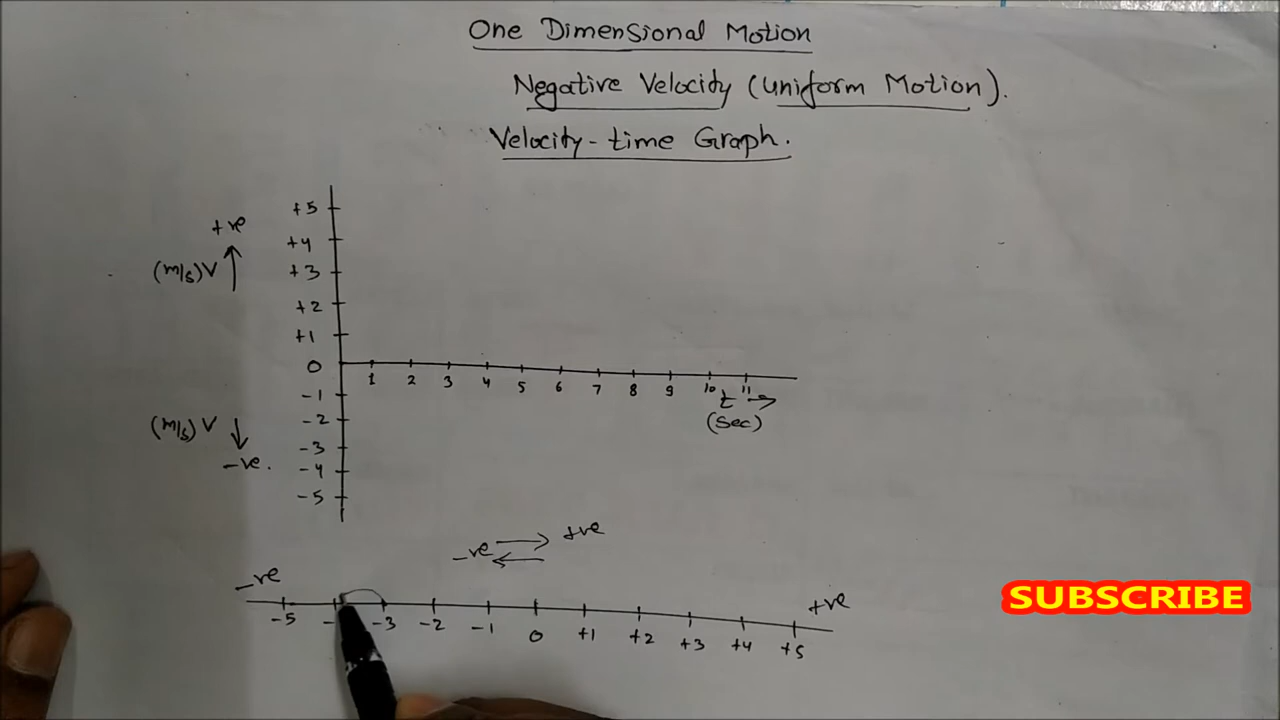 One Dimensional Motion
Negative Velocity (Uniform Motion).
Velocity-time Graph.
+5
+ve
+4
(m/s) V
+3
+2
+1
0
1 2 3 4 5 6 7 8 9 10 11
-1
t
-2
(m/s) V
(sec)
-3
-ve.
-4
-5
+ve
-ve
-ve
+ve
SUBSCRIBE
-5 -3 -2 -1 0 +1 +2 +3 +4 +5